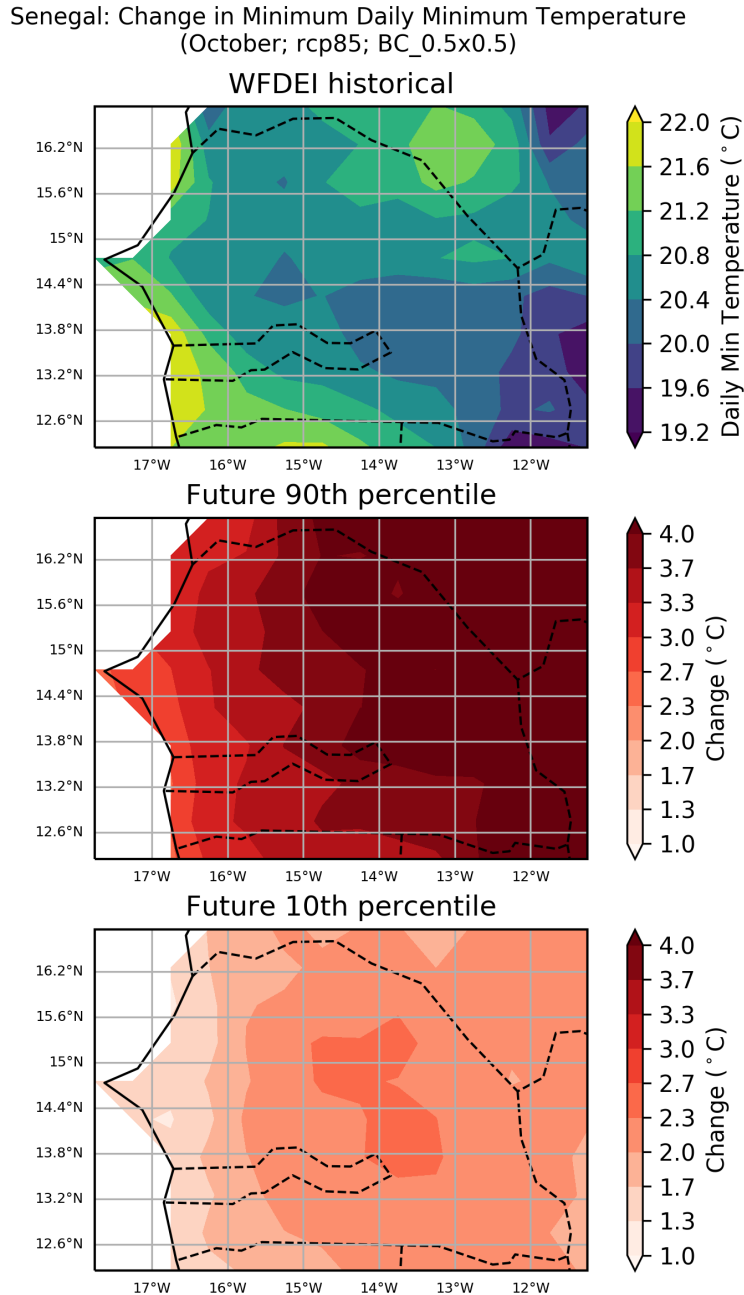 Senegal: Change in Minimum Daily Minimum Temperature
(October; rcp85; BC_0.5x0.5)
WFDEI historical
16.2°N
15.6°N
15°N
14.4°N
13.8°N
13.2°N
12.6°N
17°W 16°W 15°W 14°W 13°W 12°W
22.0
21.6
21.2
20.8
20.4
20.0
19.6
19.2
Daily Min Temperature (°C)
Future 90th percentile
16.2°N
15.6°N
15°N
14.4°N
13.8°N
13.2°N
12.6°N
17°W 16°W 15°W 14°W 13°W 12°W
4.0
3.7
3.3
3.0
2.7
2.3
2.0
1.7
1.3
1.0
Change (°C)
Future 10th percentile
16.2°N
15.6°N
15°N
14.4°N
13.8°N
13.2°N
12.6°N
17°W 16°W 15°W 14°W 13°W 12°W
4.0
3.7
3.3
3.0
2.7
2.3
2.0
1.7
1.3
1.0
Change (°C)